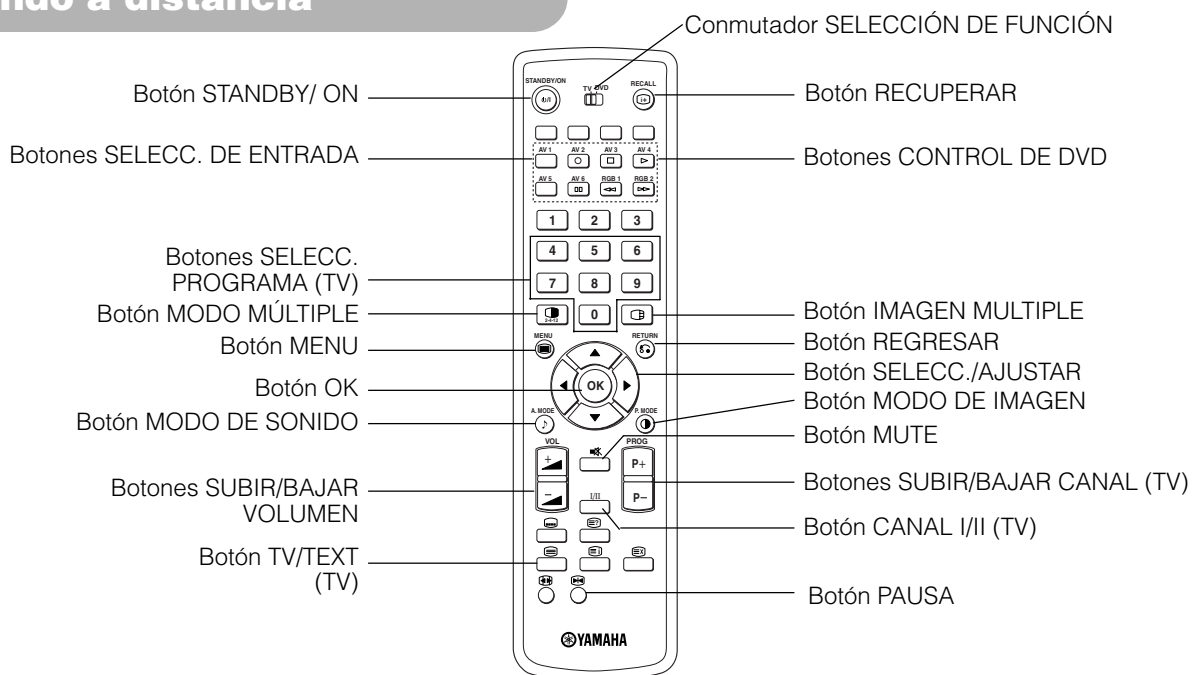 a distancia
Conmutador SELECCIÓN DE FUNCIÓN
STANDBY/ON
TV DVD
RECALL
Botón STANDBY/ ON
Botón RECUPERAR
Botones SELECC. DE ENTRADA
AV 1 AV 2 AV 3 AV 4
Botones CONTROL DE DVD
AV 5 AV 6 RGB 1 RGB 2
1 2 3
Botones SELECC.
PROGRAMA (TV)
4 5 6
7 8 9
Botón MODO MÚLTIPLE
2-4-12
0
Botón IMAGEN MULTIPLE
Botón MENU
MENU
RETURN
Botón REGRESAR
Botón OK
OK
Botón SELECC./AJUSTAR
Botón MODO DE SONIDO
A. MODE
P. MODE
Botón MODO DE IMAGEN
VOL
PROG
Botón MUTE
+
P+
Botones SUBIR/BAJAR
VOLUMEN
–
I/II
P–
Botones SUBIR/BAJAR CANAL (TV)
Botón CANAL I/II (TV)
Botón TV/TEXT
(TV)
Botón PAUSA
YAMAHA